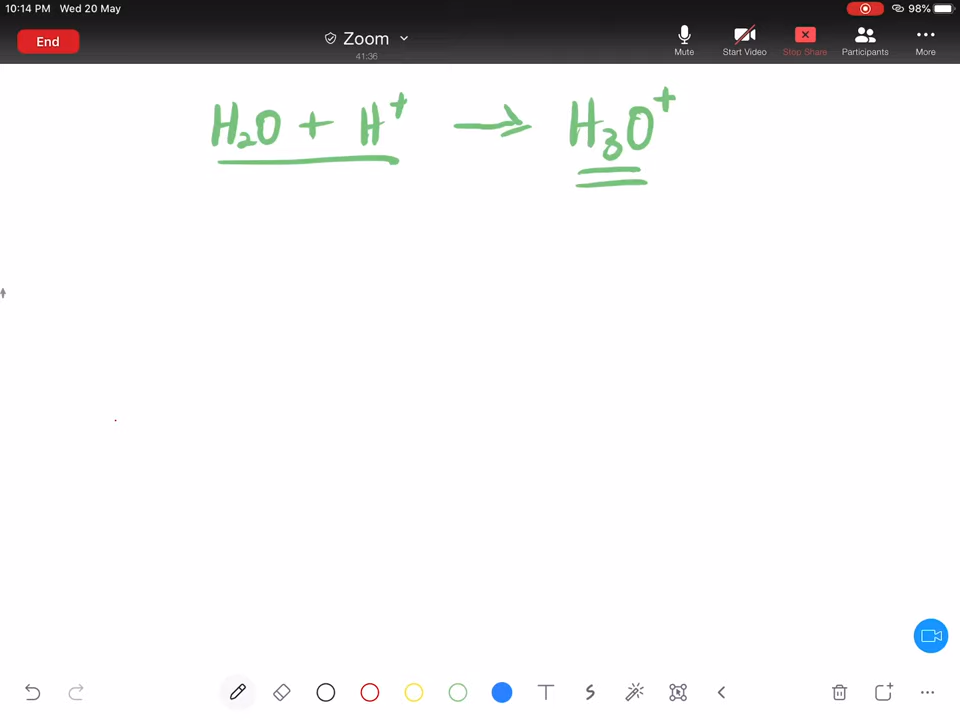 10:14 PM Wed 20 May 98%
End Zoom 41:36 Mute Start Video Stop Share Participants More
H₂O + H⁺ → H₃O⁺
T